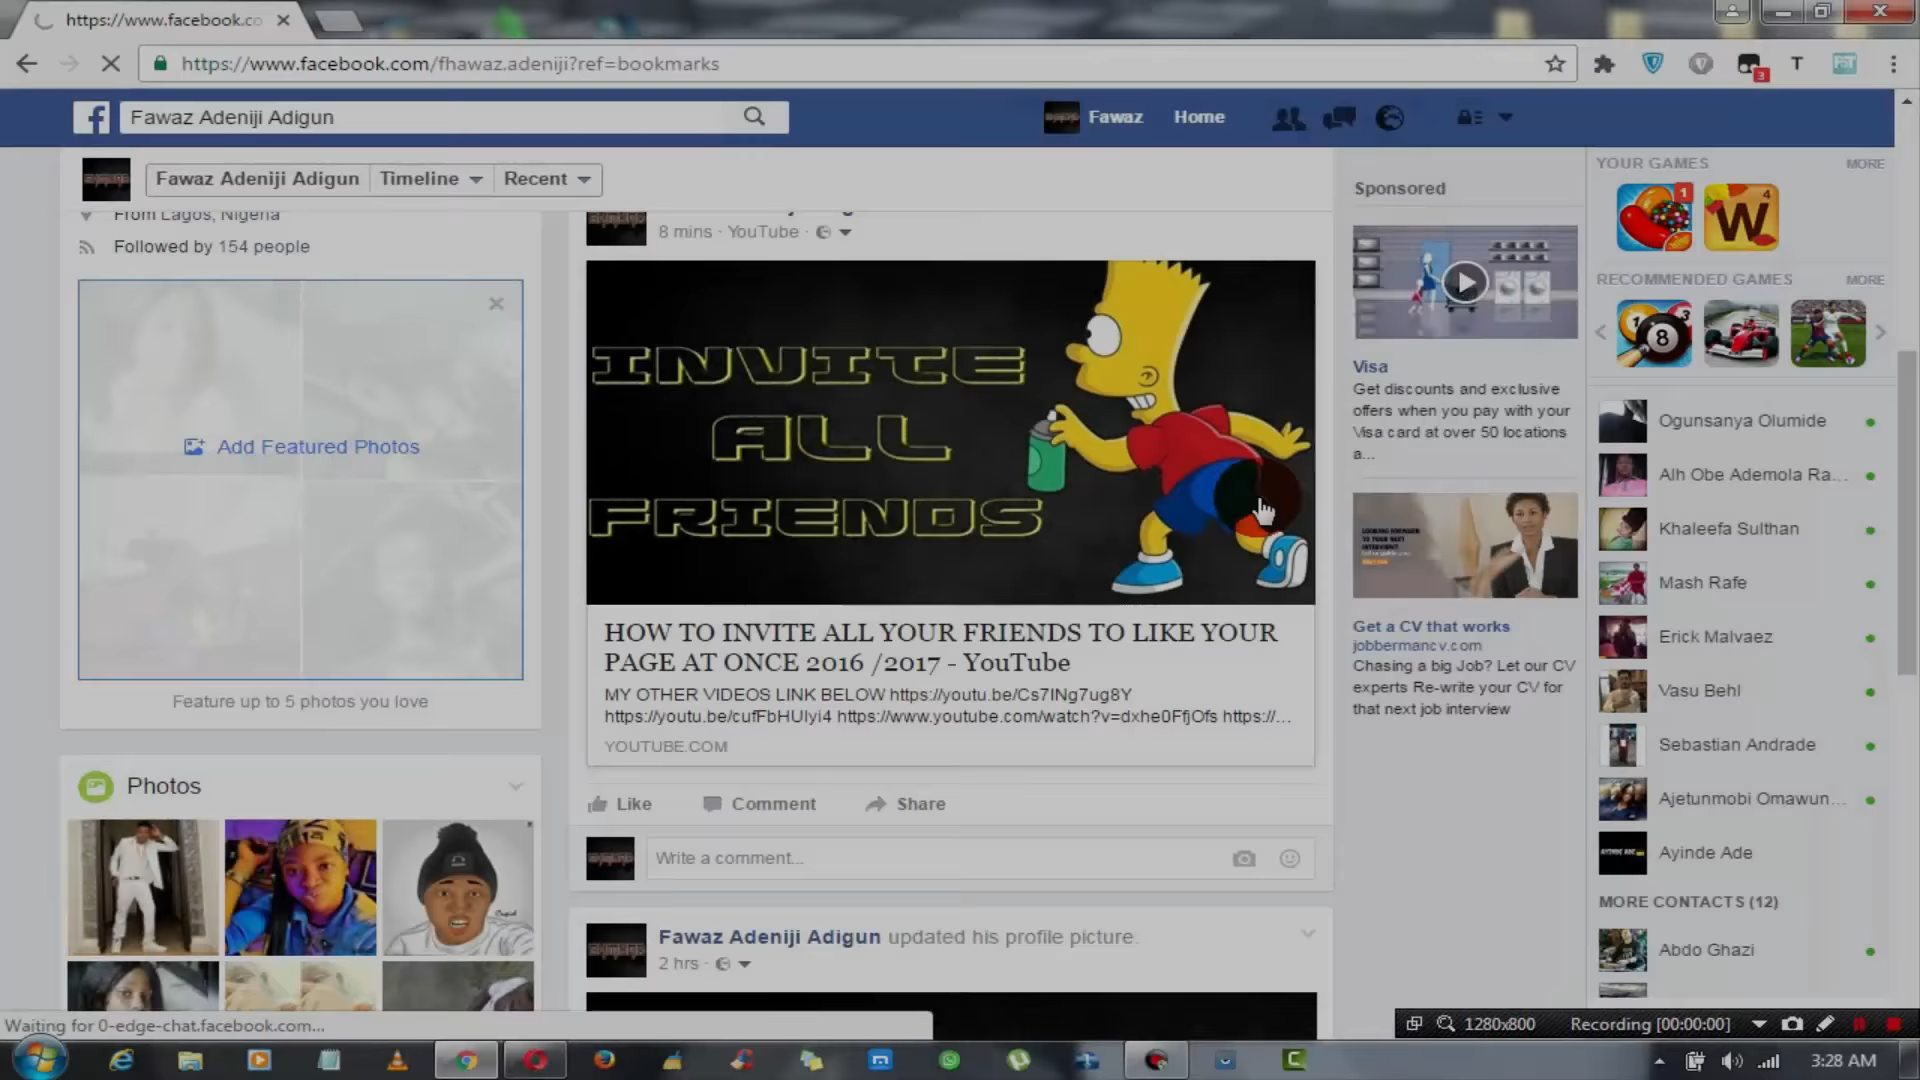 https://www.facebook.co
https://www.facebook.com/fhawaz.adeniji?ref=bookmarks
3
T
Fawaz Adeniji Adigun
Fawaz
Home
Fawaz Adeniji Adigun
Timeline
Recent
From Lagos, Nigeria
Followed by 154 people
Add Featured Photos
Feature up to 5 photos you love
Photos
8 mins · YouTube ·
INVITE
ALL
FRIENDS
HOW TO INVITE ALL YOUR FRIENDS TO LIKE YOUR
PAGE AT ONCE 2016 /2017 - YouTube
MY OTHER VIDEOS LINK BELOW https://youtu.be/Cs7INg7ug8Y
https://youtu.be/cufFbHUlyi4 https://www.youtube.com/watch?v=dxhe0FfjOfs https://...
YOUTUBE.COM
Like
Comment
Share
Write a comment...
Fawaz Adeniji Adigun updated his profile picture.
2 hrs ·
Sponsored
Visa
Get discounts and exclusive
offers when you pay with your
Visa card at over 50 locations
a...
Get a CV that works
jobbermancv.com
Chasing a big Job? Let our CV
experts Re-write your CV for
that next job interview
YOUR GAMES
MORE
1
W
4
RECOMMENDED GAMES
MORE
8
Ogunsanya Olumide
Alh Obe Ademola Ra...
Khaleefa Sulthan
Mash Rafe
Erick Malvaez
Vasu Behl
Sebastian Andrade
Ajetunmobi Omawun...
Ayinde Ade
MORE CONTACTS (12)
Abdo Ghazi
Waiting for 0-edge-chat.facebook.com...
1280x800
Recording [00:00:00]
3:28 AM